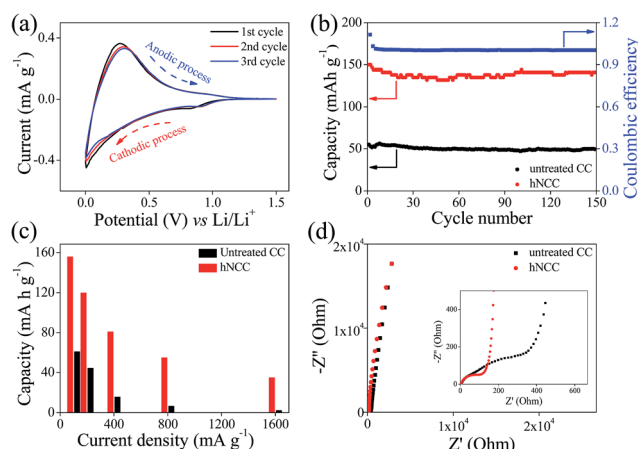 (a)
1st cycle
2nd cycle
3rd cycle
Anodic process
Cathodic process
0.4
0.0
-0.4
Current (mA g⁻¹)
0.0
0.5
1.0
1.5
Potential (V) vs Li/Li⁺
(b)
200
150
100
50
0
Capacity (mAh g⁻¹)
1.2
0.9
0.6
0.3
0.0
Coulombic efficiency
untreated CC
hNCC
0
30
60
90
120
150
Cycle number
(c)
Untreated CC
hNCC
160
120
80
40
0
Capacity (mA h g⁻¹)
0
400
800
1200
1600
Current density (mA g⁻¹)
(d)
2x10⁴
1x10⁴
0
-Z'' (Ohm)
untreated CC
hNCC
400
200
0
-Z'' (Ohm)
0
200
400
600
Z' (Ohm)
0
1x10⁴
2x10⁴
Z' (Ohm)